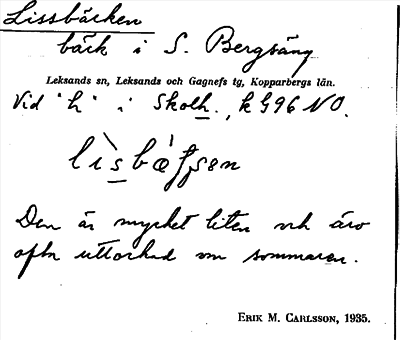 Lissbäcken
bäck i S. Bergsäng
Leksands sn, Leksands och Gagnefs tg, Kopparbergs län.
Vid "h" i Skolh., k 996 NO.
Den är mycket liten och är
ofta uttorkad om sommaren.
ERIK M. CARLSSON, 1935.